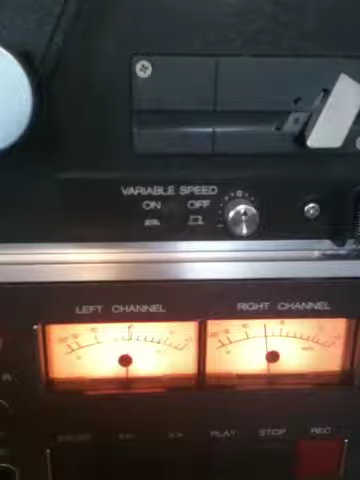 VARIABLE SPEED
ON OFF
LEFT CHANNEL RIGHT CHANNEL
PAUSE << >> PLAY STOP REC